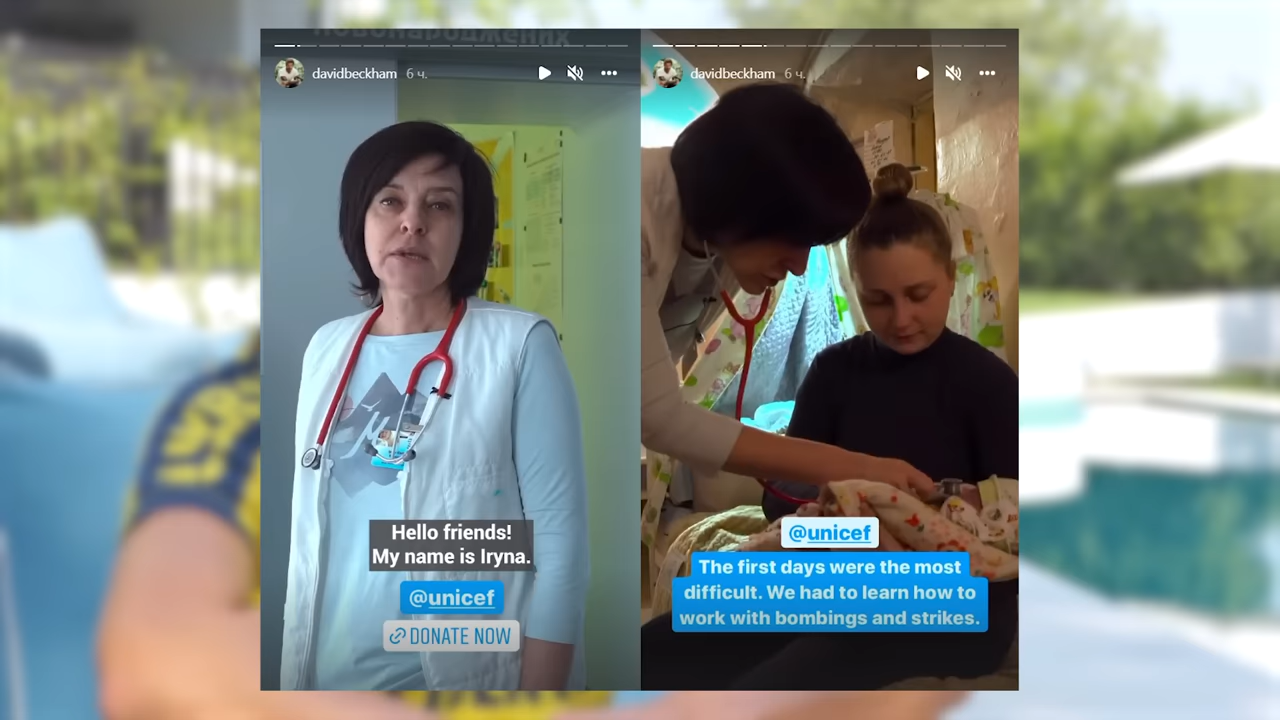 новонароджених
davidbeckham 6 ч.
Hello friends!
My name is Iryna.
@unicef
DONATE NOW
davidbeckham 6 ч.
@unicef
The first days were the most
difficult. We had to learn how to
work with bombings and strikes.